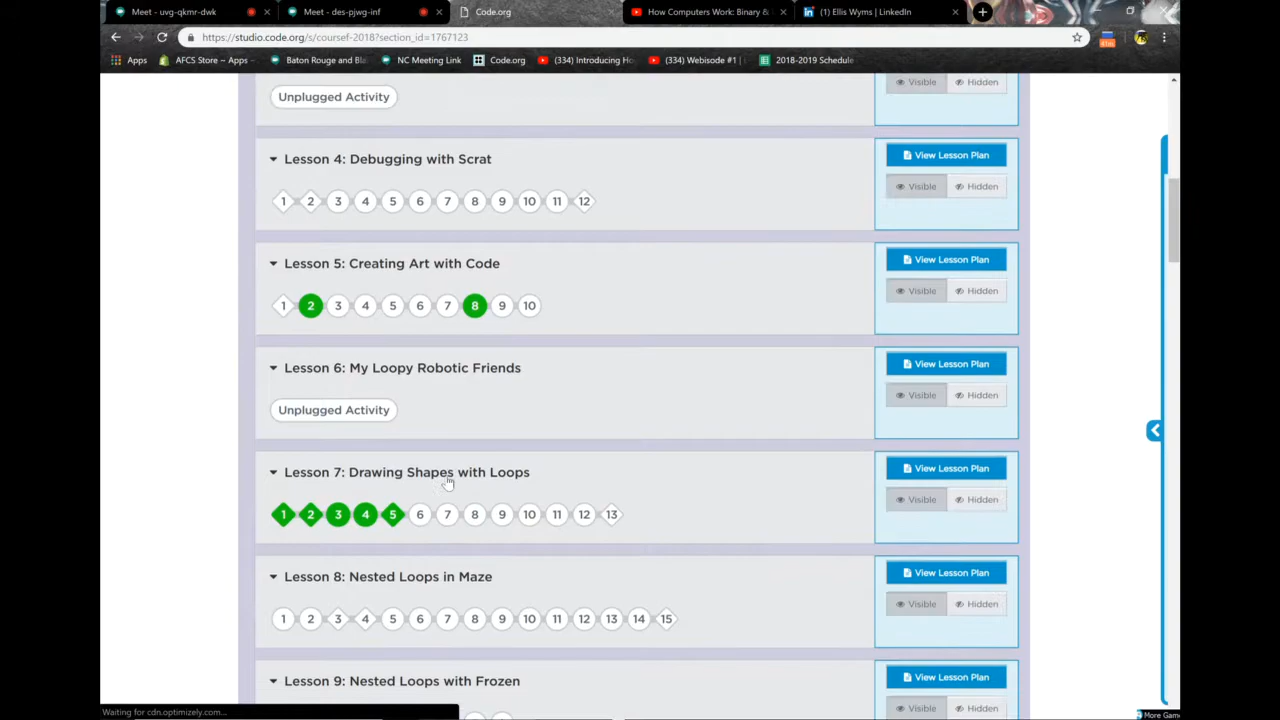 Meet - uvg-qkmr-dwk
Meet - des-pjwg-inf
Code.org
How Computers Work: Binary &
(1) Ellis Wyms | LinkedIn
https://studio.code.org/s/coursef-2018?section_id=1767123
Apps
AFCS Store – Apps -
Baton Rouge and Bla
NC Meeting Link
Code.org
(334) Introducing Ho
(334) Webisode #1 |
2018-2019 Schedule
Visible
Hidden
Unplugged Activity
Lesson 4: Debugging with Scrat
View Lesson Plan
1 2 3 4 5 6 7 8 9 10 11 12
Visible
Hidden
Lesson 5: Creating Art with Code
View Lesson Plan
1 2 3 4 5 6 7 8 9 10
Visible
Hidden
Lesson 6: My Loopy Robotic Friends
View Lesson Plan
Unplugged Activity
Visible
Hidden
Lesson 7: Drawing Shapes with Loops
View Lesson Plan
1 2 3 4 5 6 7 8 9 10 11 12 13
Visible
Hidden
Lesson 8: Nested Loops in Maze
View Lesson Plan
1 2 3 4 5 6 7 8 9 10 11 12 13 14 15
Visible
Hidden
Lesson 9: Nested Loops with Frozen
View Lesson Plan
Visible
Hidden
Waiting for cdn.optimizely.com...
More Gam